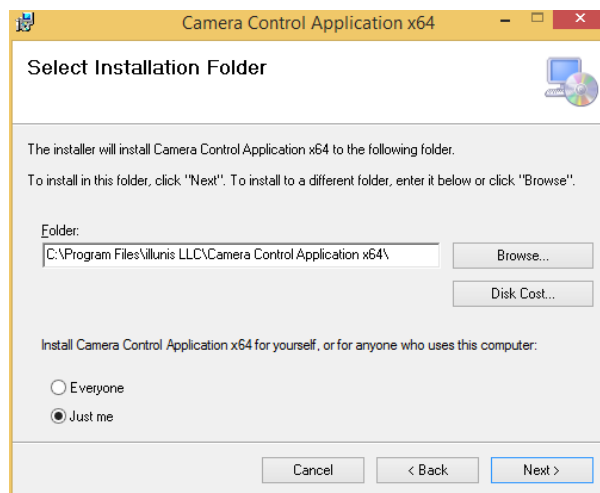 Camera Control Application x64
Select Installation Folder
The installer will install Camera Control Application x64 to the following folder.
To install in this folder, click "Next". To install to a different folder, enter it below or click "Browse".
Folder:
C:\Program Files\illunis LLC\Camera Control Application x64\
Browse...
Disk Cost...
Install Camera Control Application x64 for yourself, or for anyone who uses this computer:
Everyone
Just me
Cancel
< Back
Next >